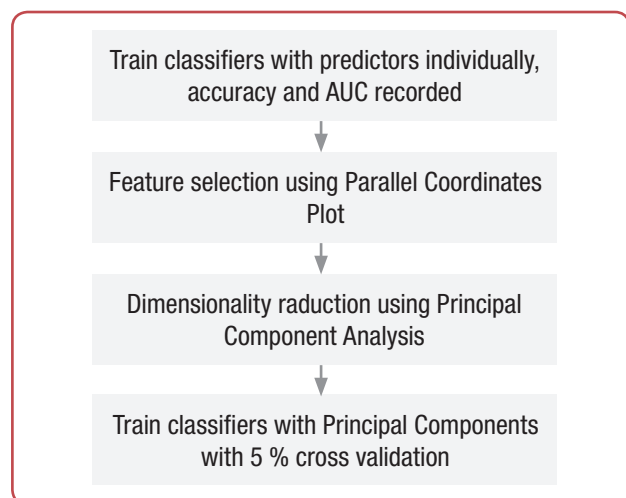 Train classifiers with predictors individually,
accuracy and AUC recorded
Feature selection using Parallel Coordinates
Plot
Dimensionality raduction using Principal
Component Analysis
Train classifiers with Principal Components
with 5 % cross validation